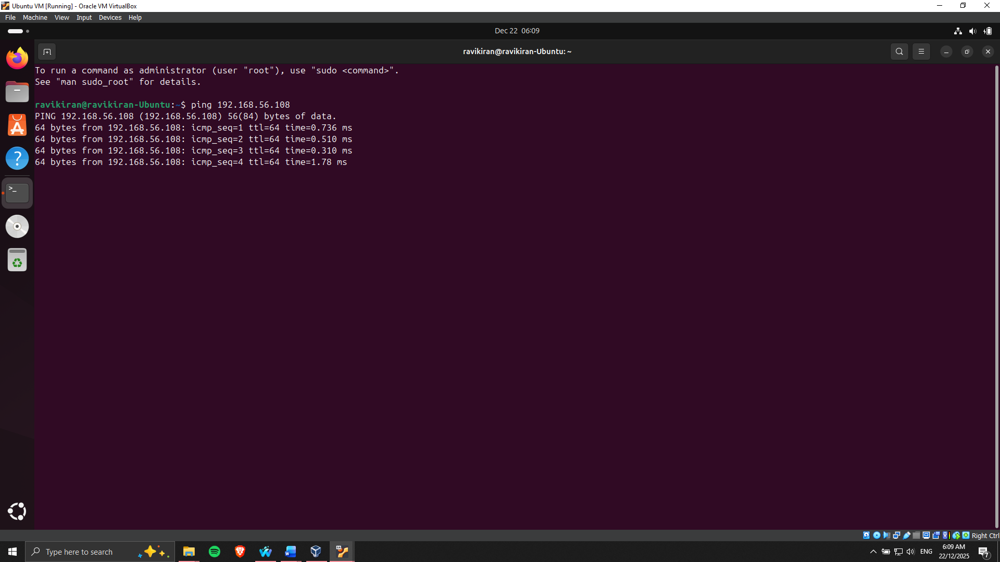 Ubuntu VM [Running] - Oracle VM VirtualBox
File Machine View Input Devices Help
Dec 22 06:09
ravikiran@ravikiran-Ubuntu: ~
To run a command as administrator (user "root"), use "sudo <command>".
See "man sudo_root" for details.
ravikiran@ravikiran-Ubuntu:~$ ping 192.168.56.108
PING 192.168.56.108 (192.168.56.108) 56(84) bytes of data.
64 bytes from 192.168.56.108: icmp_seq=1 ttl=64 time=0.736 ms
64 bytes from 192.168.56.108: icmp_seq=2 ttl=64 time=0.510 ms
64 bytes from 192.168.56.108: icmp_seq=3 ttl=64 time=0.310 ms
64 bytes from 192.168.56.108: icmp_seq=4 ttl=64 time=1.78 ms
Right Ctrl
Type here to search
ENG
6:09 AM
22/12/2025
7